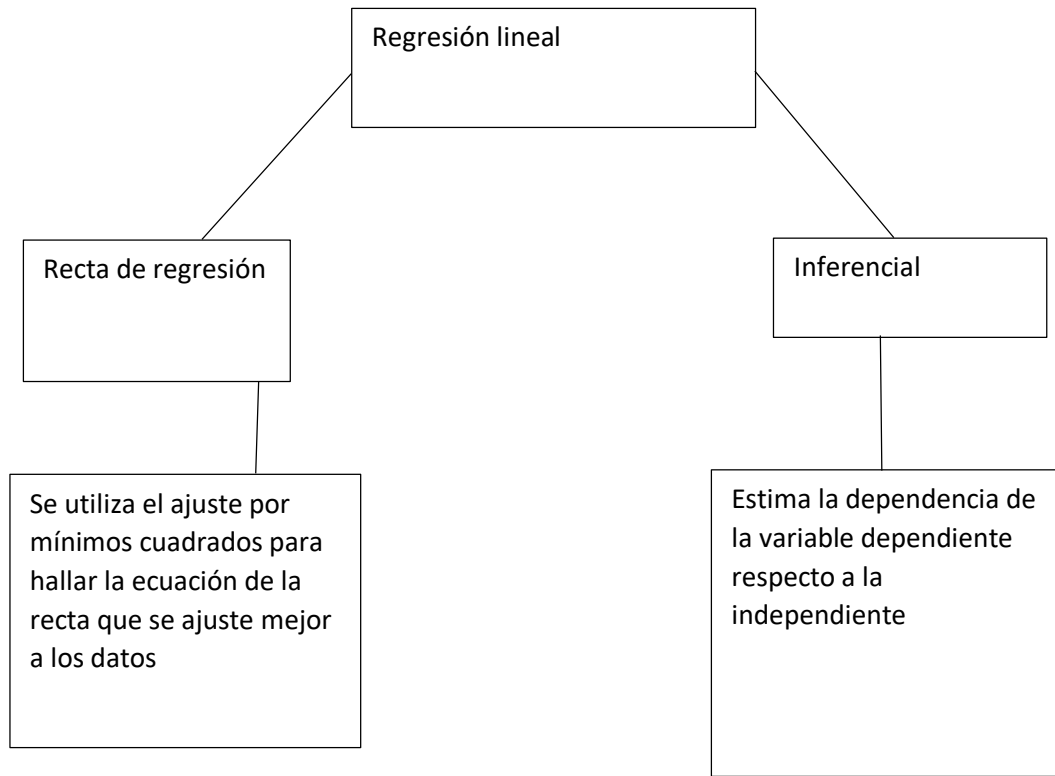 Regresión lineal
Recta de regresión
Inferencial
Se utiliza el ajuste por
mínimos cuadrados para
hallar la ecuación de la
recta que se ajuste mejor
a los datos
Estima la dependencia de
la variable dependiente
respecto a la
independiente